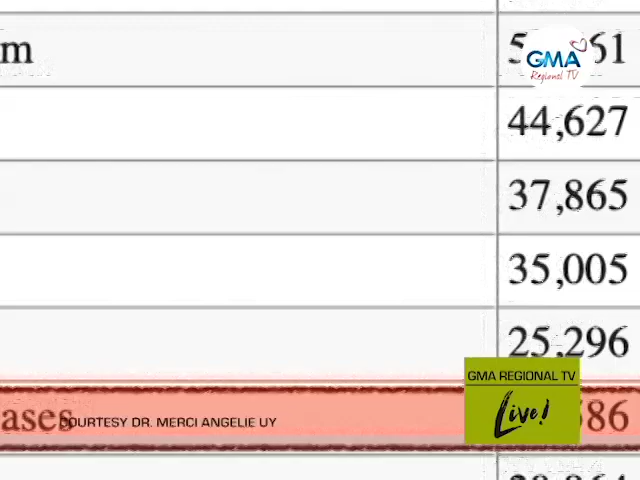 m
GMA
Regional TV
44,627
37,865
35,005
25,296
GMA REGIONAL TV
Live!
ases
COURTESY DR. MERCI ANGELIE UY